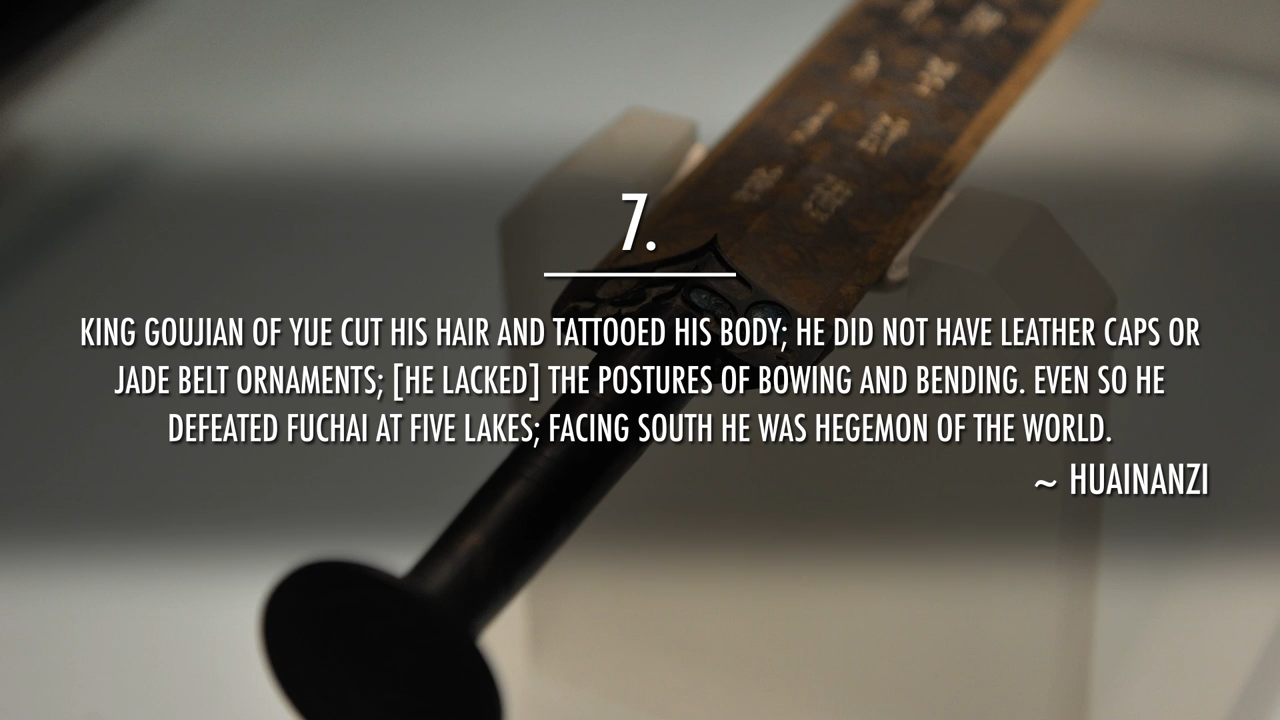 7.
KING GOUJIAN OF YUE CUT HIS HAIR AND TATTOOED HIS BODY; HE DID NOT HAVE LEATHER CAPS OR
JADE BELT ORNAMENTS; [HE LACKED] THE POSTURES OF BOWING AND BENDING. EVEN SO HE
DEFEATED FUCHAI AT FIVE LAKES; FACING SOUTH HE WAS HEGEMON OF THE WORLD.
~ HUAINANZI